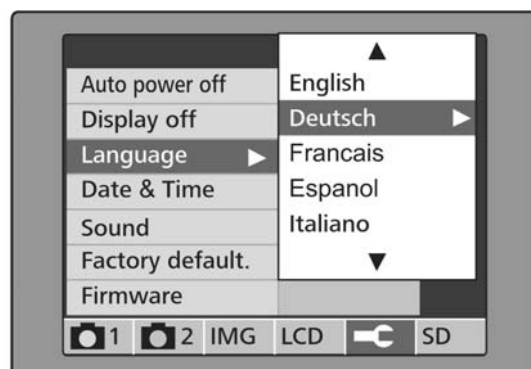 Auto power off
Display off
Language
Date & Time
Sound
Factory default.
Firmware
English
Deutsch
Francais
Espanol
Italiano
1 2 IMG LCD SD